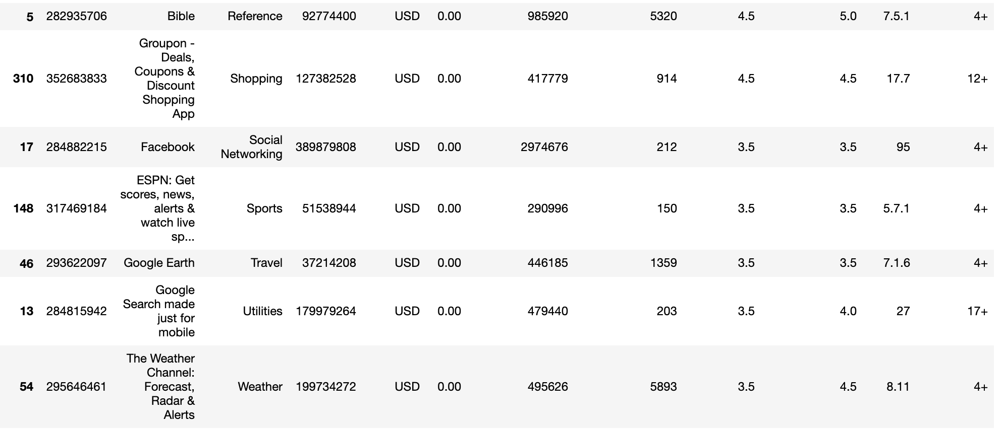 5 282935706 Bible Reference 92774400 USD 0.00 985920 5320 4.5 5.0 7.5.1 4+
Groupon -
Deals,
Coupons &
310 352683833 Discount Shopping 127382528 USD 0.00 417779 914 4.5 4.5 17.7 12+
Shopping
App
17 284882215 Facebook Social Networking 389879808 USD 0.00 2974676 212 3.5 3.5 95 4+
ESPN: Get
scores, news,
148 317469184 alerts & Sports 51538944 USD 0.00 290996 150 3.5 3.5 5.7.1 4+
watch live
sp...
46 293622097 Google Earth Travel 37214208 USD 0.00 446185 1359 3.5 3.5 7.1.6 4+
Google
Search made
13 284815942 just for Utilities 179979264 USD 0.00 479440 203 3.5 4.0 27 17+
mobile
The Weather
Channel:
54 295646461 Forecast, Weather 199734272 USD 0.00 495626 5893 3.5 4.5 8.11 4+
Radar &
Alerts